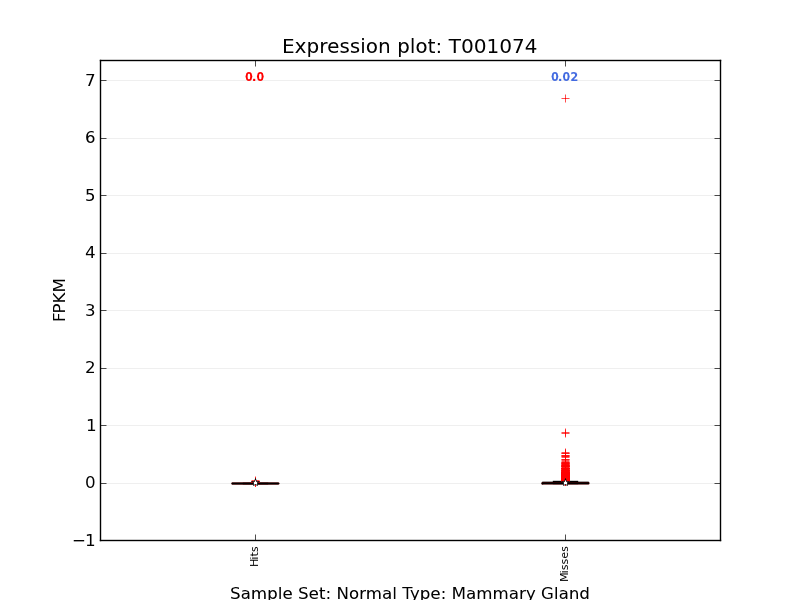 Expression plot: T001074
0.0
0.02
7
6
5
4
3
2
1
0
−1
FPKM
Hits
Misses
Sample Set: Normal Type: Mammary Gland